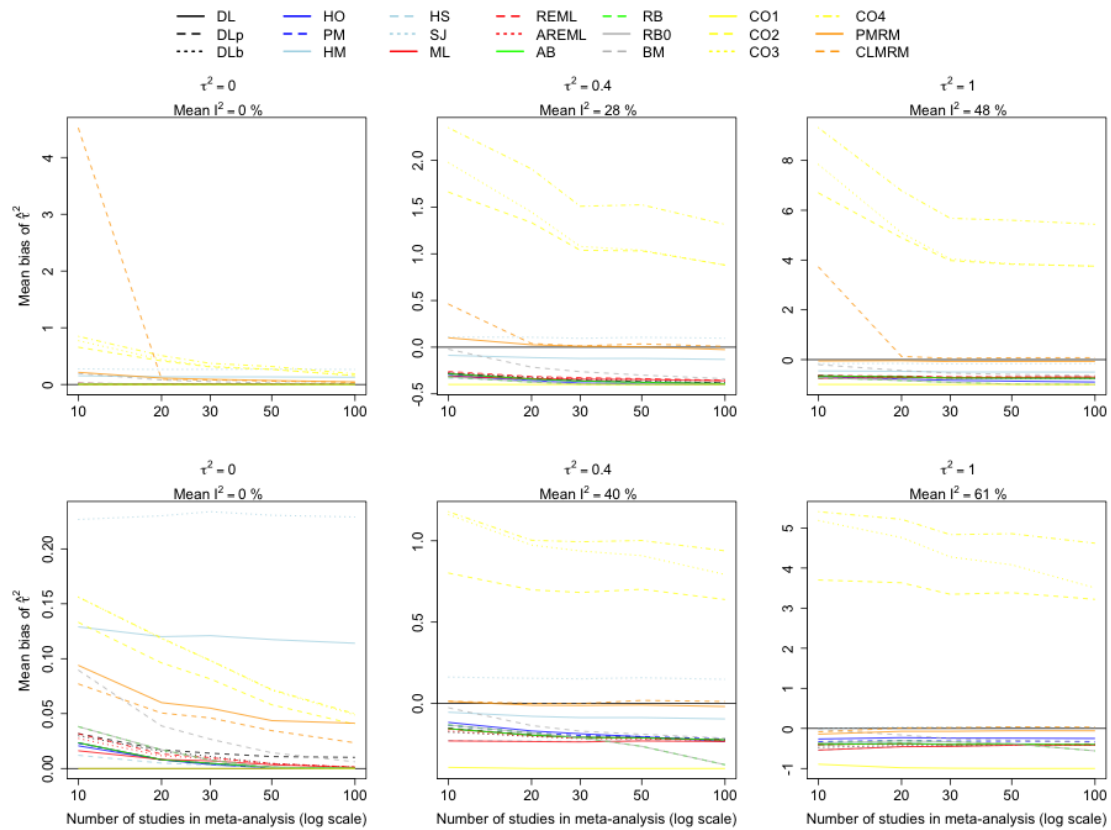 DL HO HS REML RB CO1 CO4
DLp PM SJ AREML RB0 CO2 PMRM
DLb HM ML AB BM CO3 CLMRM
τ² = 0
Mean I² = 0 %
τ² = 0.4
Mean I² = 28 %
τ² = 1
Mean I² = 48 %
Mean bias of τ̂²
4
3
2
1
0
10 20 30 50 100
2.0
1.5
1.0
0.5
0.0
-0.5
10 20 30 50 100
8
6
4
2
0
10 20 30 50 100
τ² = 0
Mean I² = 0 %
τ² = 0.4
Mean I² = 40 %
τ² = 1
Mean I² = 61 %
Mean bias of τ̂²
0.20
0.15
0.10
0.05
0.00
10 20 30 50 100
Number of studies in meta-analysis (log scale)
1.0
0.5
0.0
10 20 30 50 100
Number of studies in meta-analysis (log scale)
5
4
3
2
1
0
-1
10 20 30 50 100
Number of studies in meta-analysis (log scale)